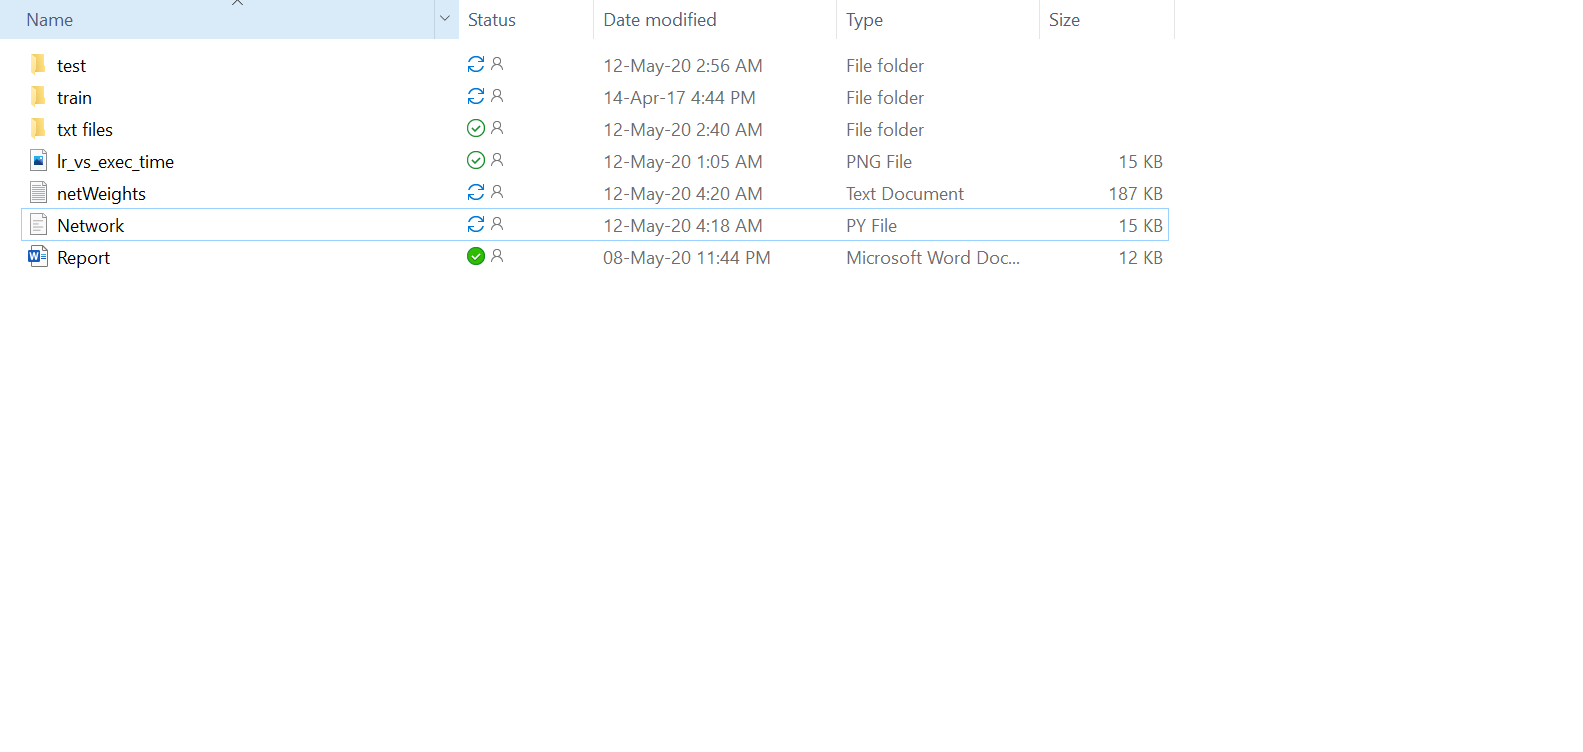 Name Status Date modified Type Size
test 12-May-20 2:56 AM File folder
train 14-Apr-17 4:44 PM File folder
txt files 12-May-20 2:40 AM File folder
lr_vs_exec_time 12-May-20 1:05 AM PNG File 15 KB
netWeights 12-May-20 4:20 AM Text Document 187 KB
Network 12-May-20 4:18 AM PY File 15 KB
Report 08-May-20 11:44 PM Microsoft Word Doc... 12 KB